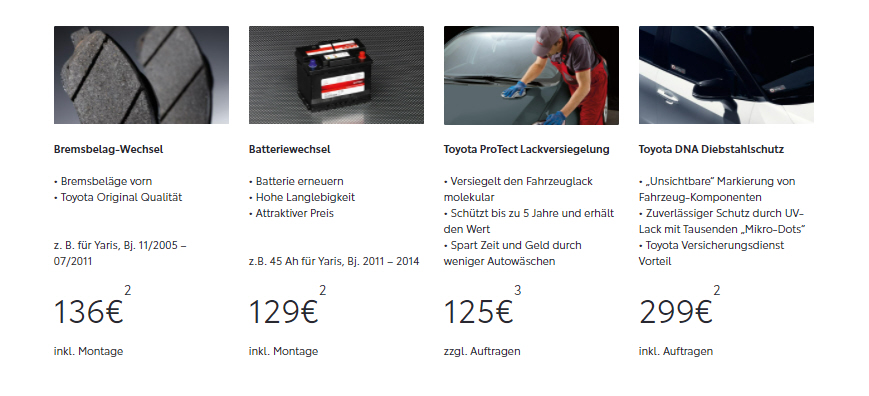 Bremsbelag-Wechsel
• Bremsbeläge vorn
• Toyota Original Qualität
z. B. für Yaris, Bj. 11/2005 –
07/2011
136€²
inkl. Montage
Batteriewechsel
• Batterie erneuern
• Hohe Langlebigkeit
• Attraktiver Preis
z.B. 45 Ah für Yaris, Bj. 2011 – 2014
129€²
inkl. Montage
Toyota ProTect Lackversiegelung
• Versiegelt den Fahrzeuglack
molekular
• Schützt bis zu 5 Jahre und erhält
den Wert
• Spart Zeit und Geld durch
weniger Autowäschen
125€³
zzgl. Auftragen
Toyota DNA Diebstahlschutz
• „Unsichtbare“ Markierung von
Fahrzeug-Komponenten
• Zuverlässiger Schutz durch UV-
Lack mit Tausenden „Mikro-Dots“
• Toyota Versicherungsdienst
Vorteil
299€²
inkl. Auftragen